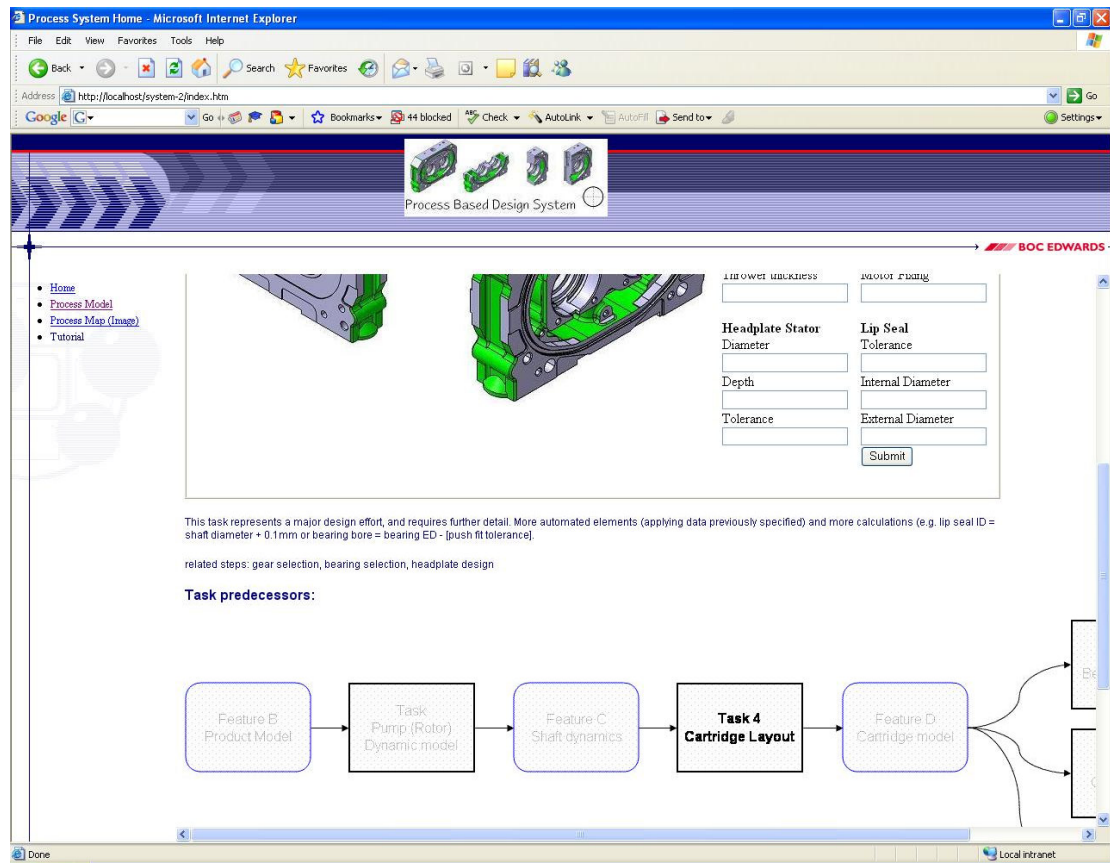 Process System Home - Microsoft Internet Explorer
File Edit View Favorites Tools Help
Back Search Favorites
Address http://localhost/system-2/index.htm Go
Google G Go Bookmarks 44 blocked ABC Check AutoLink AutoFill Send to Settings
Process Based Design System
BOC EDWARDS
Home
Process Model
Process Map (Image)
Tutorial
Thrower thickness Motor Fixing
Headplate Stator Lip Seal
Diameter Tolerance
Depth Internal Diameter
Tolerance External Diameter
Submit
This task represents a major design effort, and requires further detail. More automated elements (applying data previously specified) and more calculations (e.g. lip seal ID =
shaft diameter + 0.1mm or bearing bore = bearing ED - [push fit tolerance].
related steps: gear selection, bearing selection, headplate design
Task predecessors:
Feature B
Product Model
Task
Pump (Rotor)
Dynamic model
Feature C
Shaft dynamics
Task 4
Cartridge Layout
Feature D
Cartridge model
Be
Done Local intranet